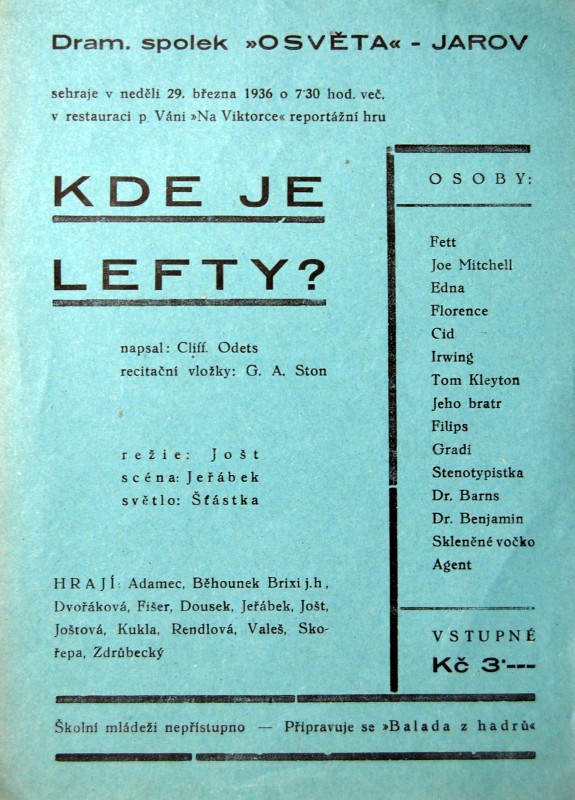 Dram. spolek »OSVĚTA« - JAROV
sehraje v neděli 29. března 1936 o 7˙30 hod. več.
v restauraci p. Váni »Na Viktorce« reportážní hru
KDE JE
LEFTY?
napsal: Cliff. Odets
recitační vložky: G. A. Ston
režie: Jošt
scéna: Jeřábek
světlo: Šťástka
HRAJÍ: Adamec, Běhounek Brixi j. h.,
Dvořáková, Fišer, Dousek, Jeřábek, Jošt,
Joštová, Kukla, Rendlová, Valeš, Sko-
řepa, Zdrůbecký
OSOBY:
Fett
Joe Mitchell
Edna
Florence
Cid
Irwing
Tom Kleyton
Jeho bratr
Filips
Gradi
Stenotypistka
Dr. Barns
Dr. Benjamin
Skleněné vočko
Agent
VSTUPNÉ
Kč 3˙---
Školní mládeži nepřístupno — Připravuje se »Balada z hadrů«